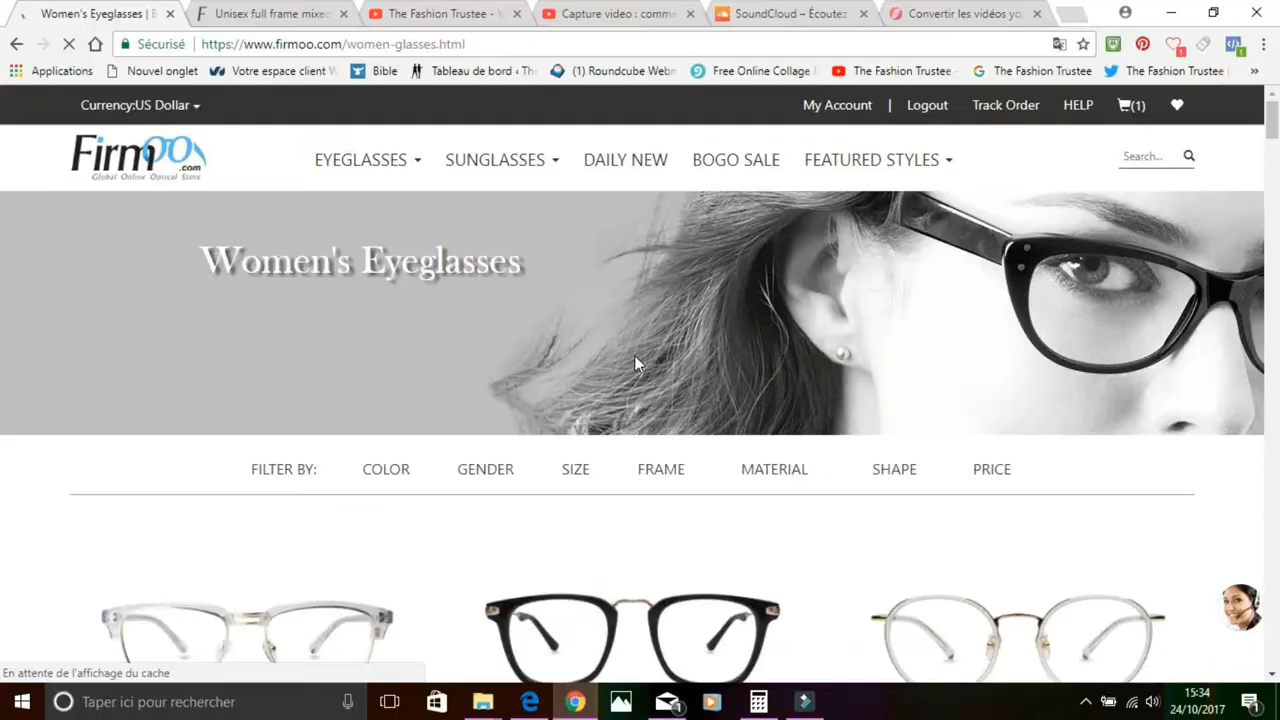 Women's Eyeglasses | B
Unisex full frame mixe
The Fashion Trustee -
Capture video : comme
SoundCloud – Écoutez
Convertir les vidéos yo
Sécurisé https://www.firmoo.com/women-glasses.html
Applications Nouvel onglet Votre espace client Bible Tableau de bord ‹ Th (1) Roundcube Webm Free Online Collage The Fashion Trustee The Fashion Trustee The Fashion Trustee »
Currency:US Dollar My Account | Logout Track Order HELP (1)
Firmoo.com
Global Online Optical Store
EYEGLASSES SUNGLASSES DAILY NEW BOGO SALE FEATURED STYLES Search...
Women's Eyeglasses
FILTER BY: COLOR GENDER SIZE FRAME MATERIAL SHAPE PRICE
En attente de l'affichage du cache
Taper ici pour rechercher
15:34
24/10/2017